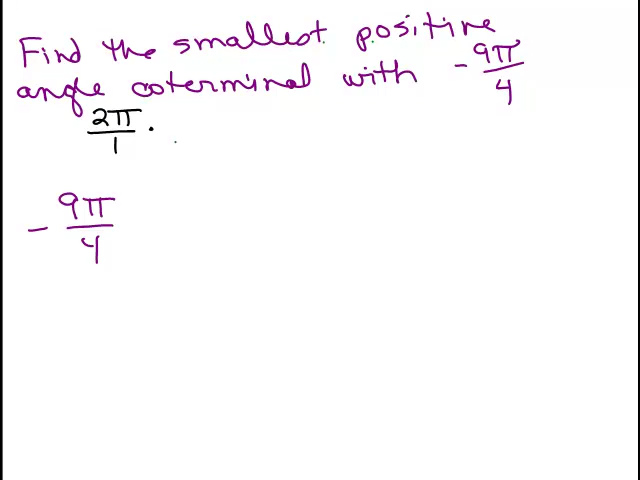 Find the smallest positive
angle coterminal with - 9π/4
2π/1 ·
- 9π/4